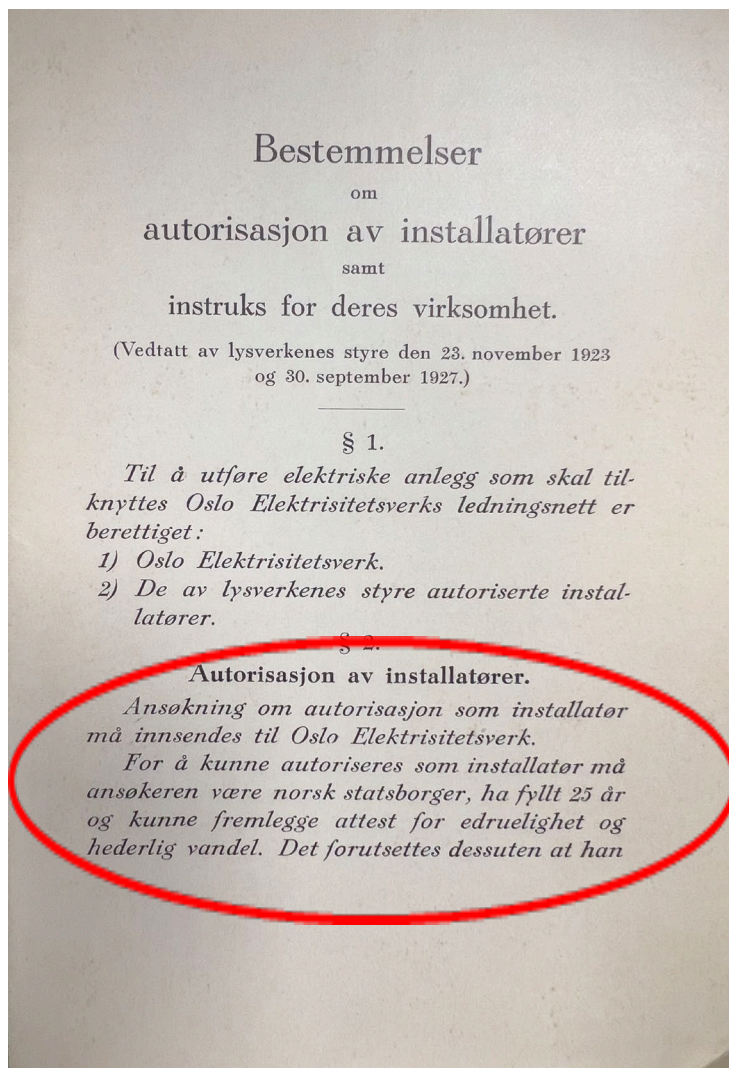 Bestemmelser
om
autorisasjon av installatører
samt
instruks for deres virksomhet.
(Vedtatt av lysverkenes styre den 23. november 1923
og 30. september 1927.)
§ 1.
Til å utføre elektriske anlegg som skal til-
knyttes Oslo Elektrisitetsverks ledningsnett er
berettiget:
1) Oslo Elektrisitetsverk.
2) De av lysverkenes styre autoriserte instal-
latører.
§ 2.
Autorisasjon av installatører.
Ansøkning om autorisasjon som installatør
må innsendes til Oslo Elektrisitetsverk.
For å kunne autoriseres som installatør må
ansøkeren være norsk statsborger, ha fyllt 25 år
og kunne fremlegge attest for edruelighet og
hederlig vandel. Det forutsettes dessuten at han